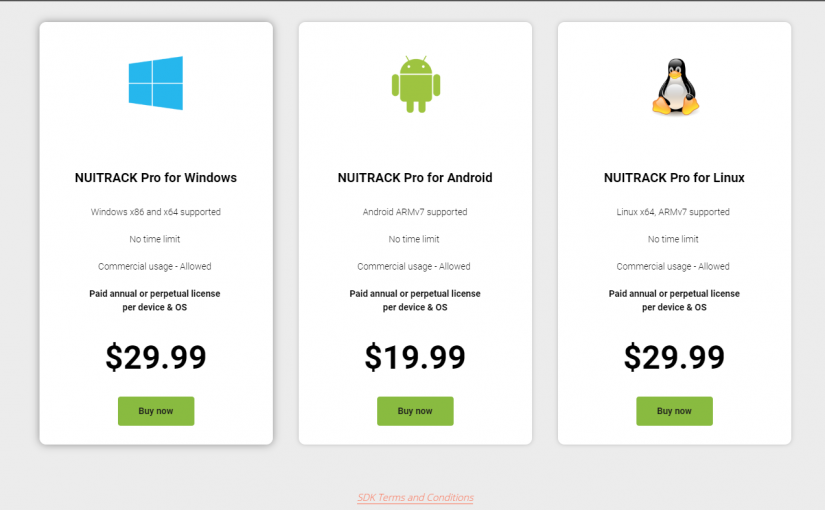 NUITRACK Pro for Windows
Windows x86 and x64 supported
No time limit
Commercial usage - Allowed
Paid annual or perpetual license
per device & OS
$29.99
Buy now
NUITRACK Pro for Android
Android ARMv7 supported
No time limit
Commercial usage - Allowed
Paid annual or perpetual license
per device & OS
$19.99
Buy now
NUITRACK Pro for Linux
Linux x64, ARMv7 supported
No time limit
Commercial usage - Allowed
Paid annual or perpetual license
per device & OS
$29.99
Buy now
SDK Terms and Conditions